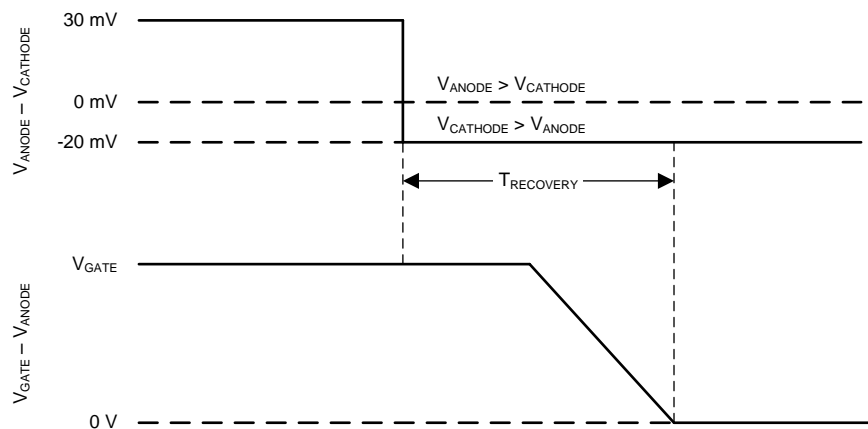 30 mV
V_ANODE – V_CATHODE
V_ANODE > V_CATHODE
0 mV
V_CATHODE > V_ANODE
-20 mV
T_RECOVERY
V_GATE
V_GATE – V_ANODE
0 V